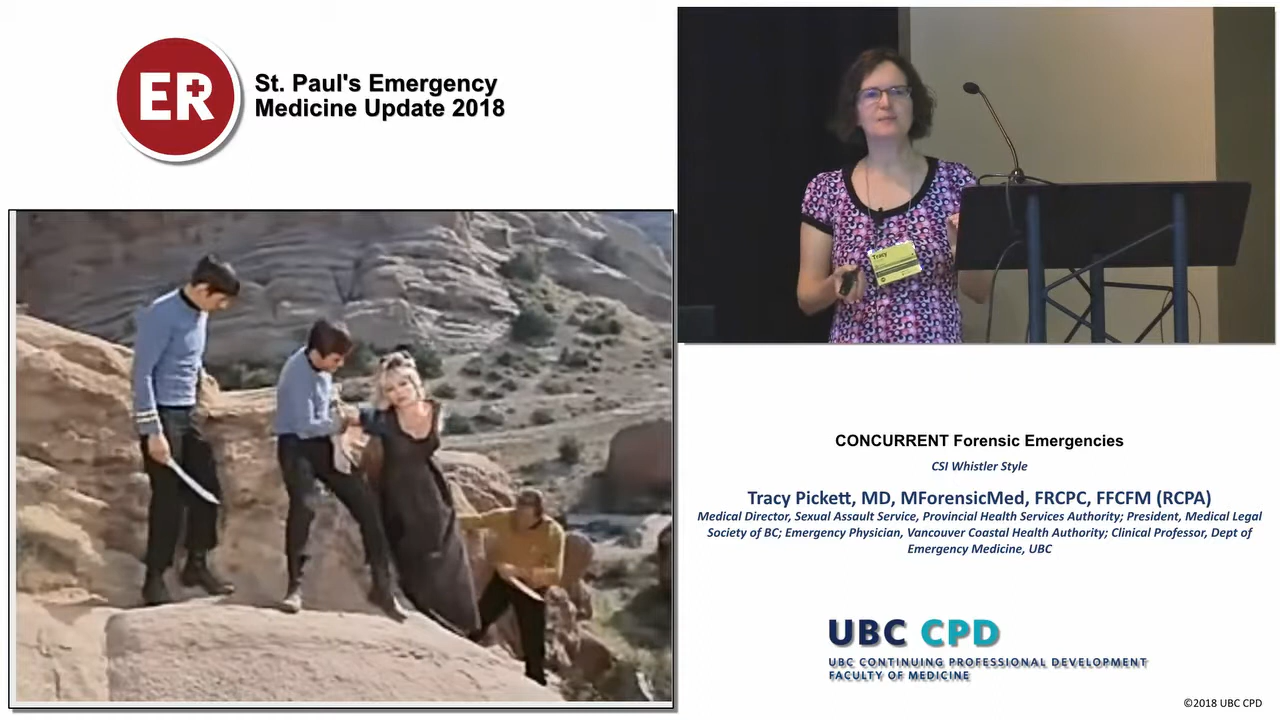 ER
St. Paul's Emergency
Medicine Update 2018
Tracy
CONCURRENT Forensic Emergencies
CSI Whistler Style
Tracy Pickett, MD, MForensicMed, FRCPC, FFCFM (RCPA)
Medical Director, Sexual Assault Service, Provincial Health Services Authority; President, Medical Legal
Society of BC; Emergency Physician, Vancouver Coastal Health Authority; Clinical Professor, Dept of
Emergency Medicine, UBC
UBC CPD
UBC CONTINUING PROFESSIONAL DEVELOPMENT
FACULTY OF MEDICINE
©2018 UBC CPD